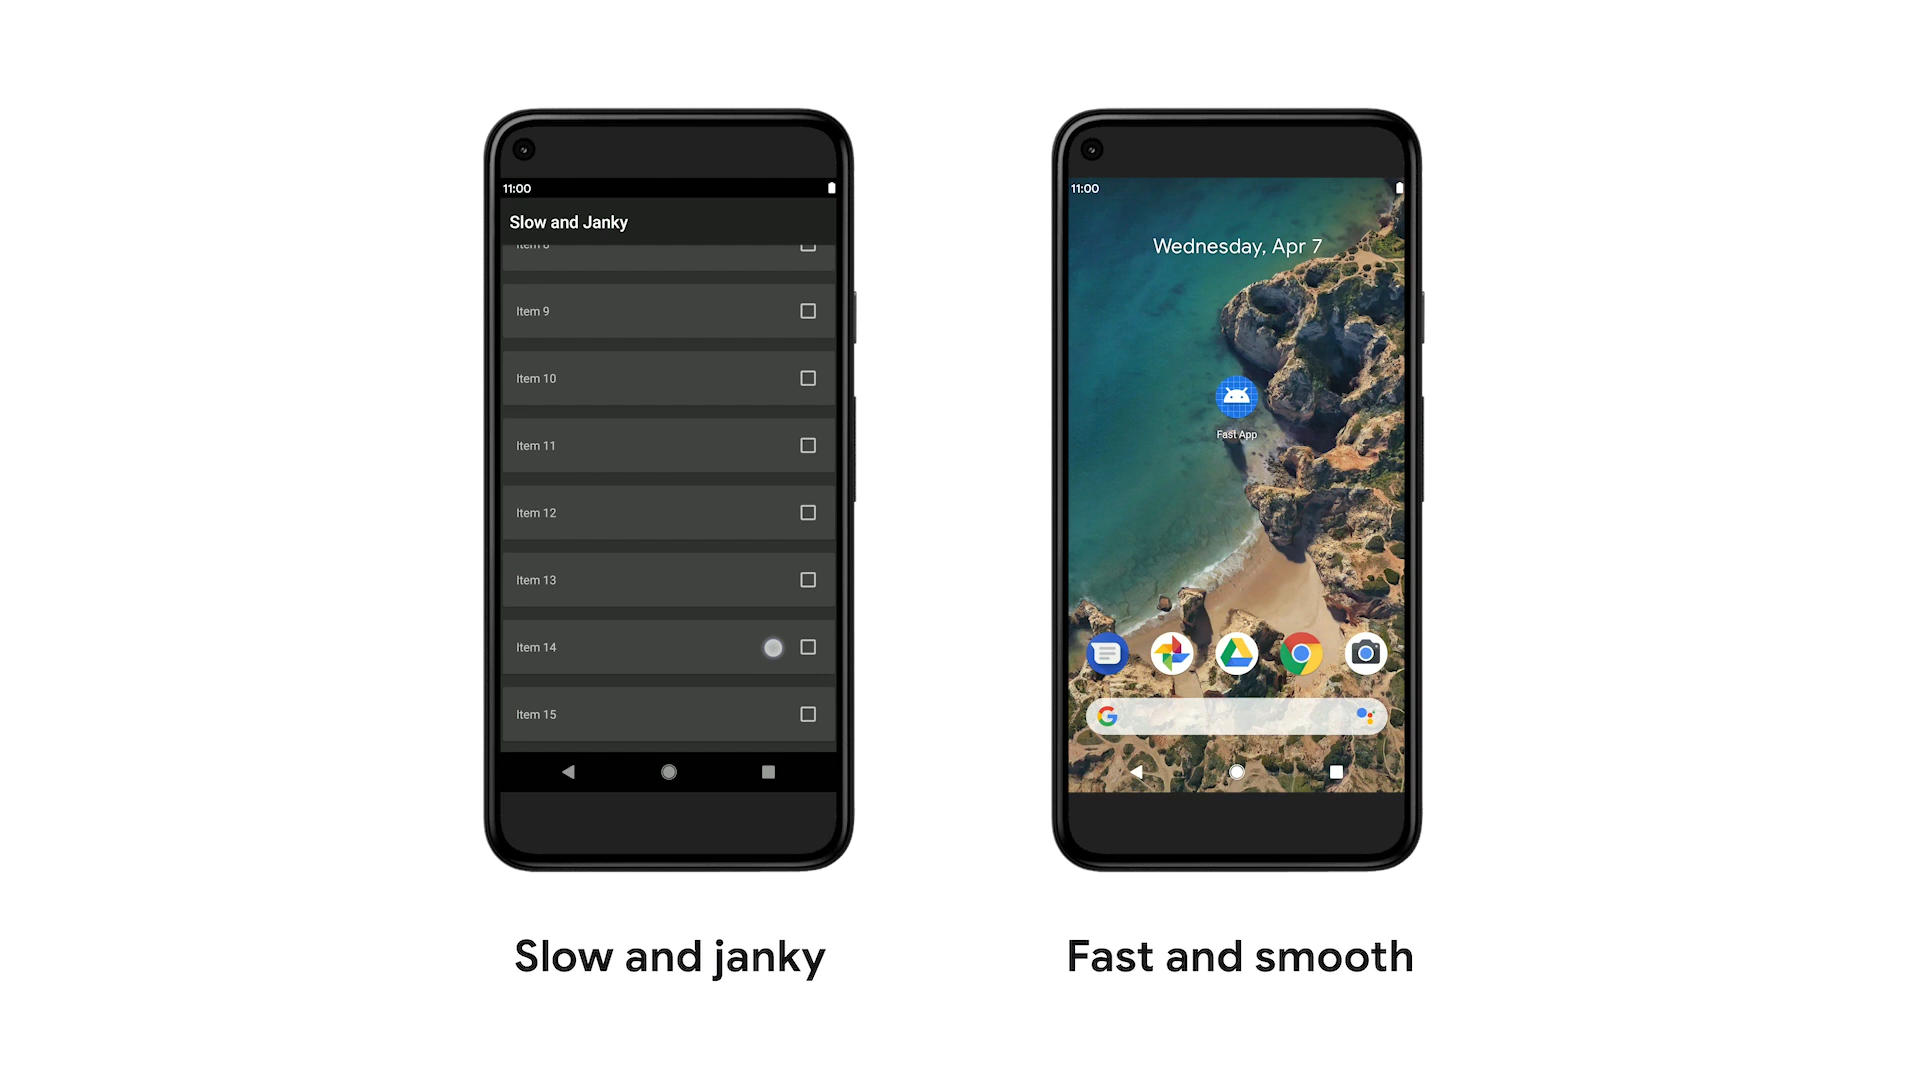 11:00
Slow and Janky
Item 9
Item 10
Item 11
Item 12
Item 13
Item 14
Item 15
Slow and janky
11:00
Wednesday, Apr 7
Fast App
Fast and smooth